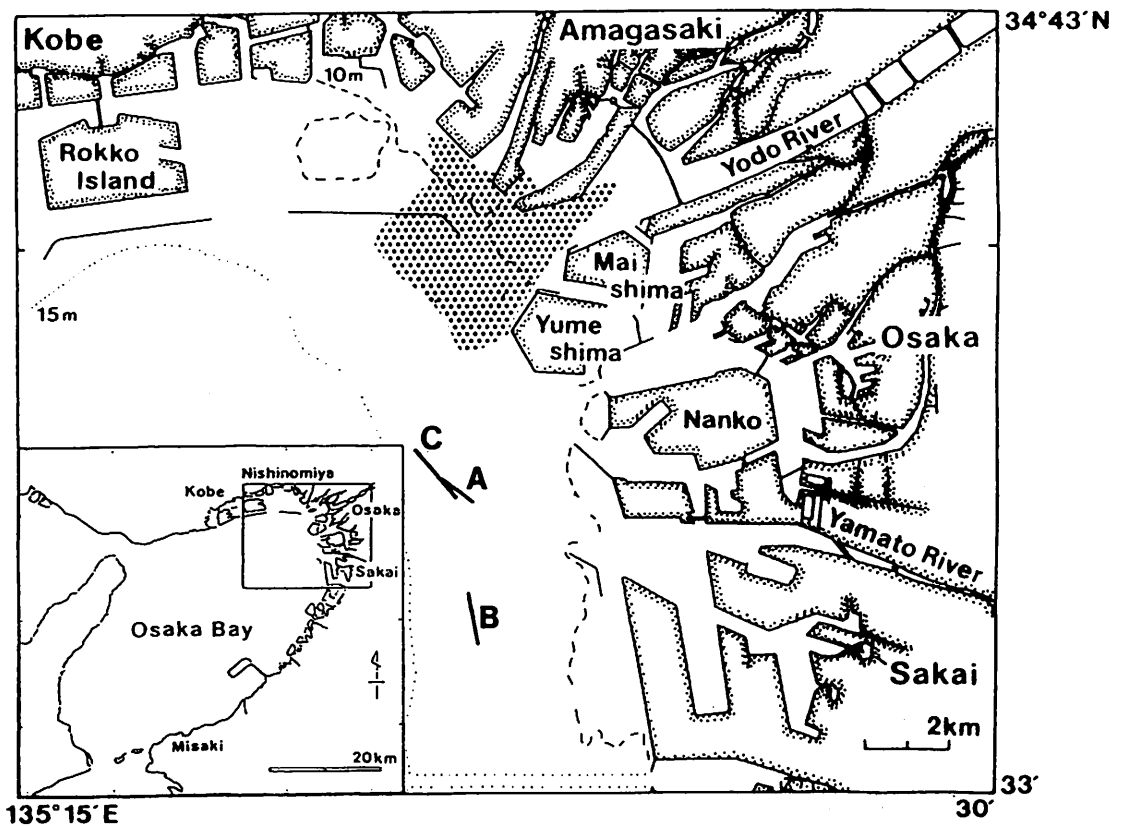 Kobe
Amagasaki
34°43′N
10m
Rokko
Island
Yodo River
Mai
shima
15m
Yume
shima
Osaka
Nanko
C
A
Nishinomiya
Kobe
Osaka
Sakai
Yamato River
B
Osaka Bay
Sakai
2km
Misaki
20km
33′
135°15′E
30′